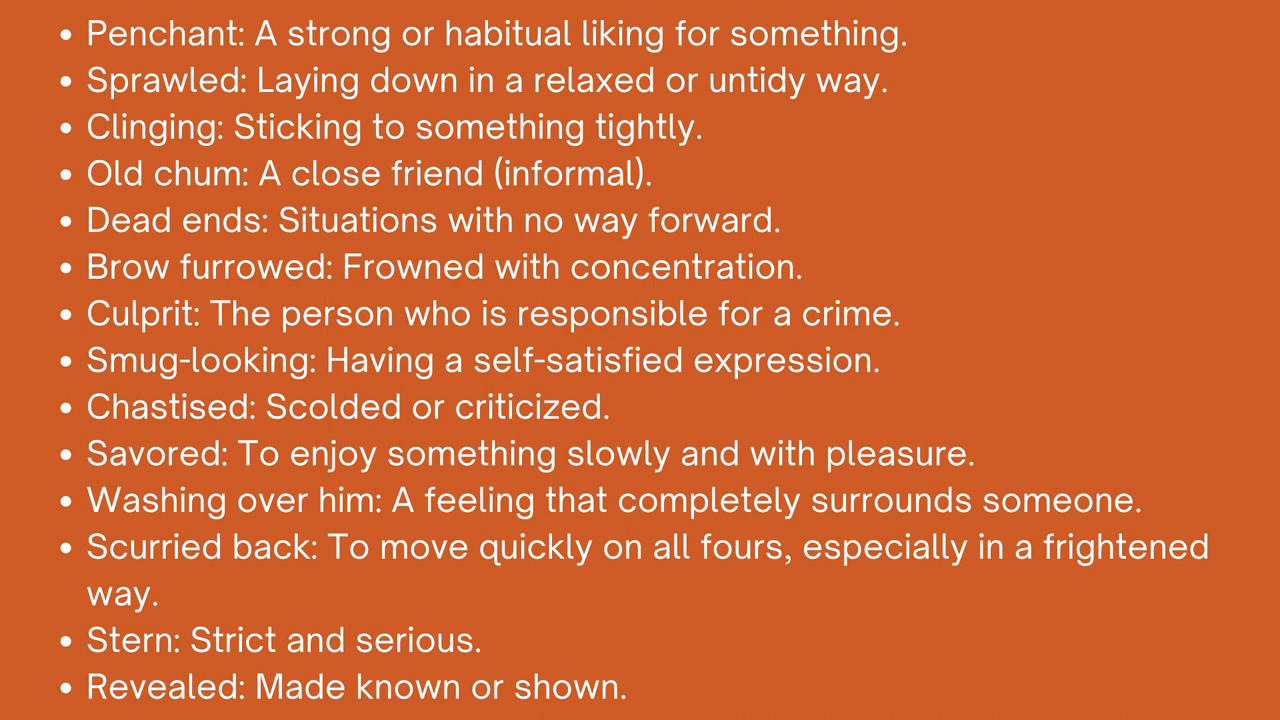 • Penchant: A strong or habitual liking for something.
• Sprawled: Laying down in a relaxed or untidy way.
• Clinging: Sticking to something tightly.
• Old chum: A close friend (informal).
• Dead ends: Situations with no way forward.
• Brow furrowed: Frowned with concentration.
• Culprit: The person who is responsible for a crime.
• Smug-looking: Having a self-satisfied expression.
• Chastised: Scolded or criticized.
• Savored: To enjoy something slowly and with pleasure.
• Washing over him: A feeling that completely surrounds someone.
• Scurried back: To move quickly on all fours, especially in a frightened
way.
• Stern: Strict and serious.
• Revealed: Made known or shown.